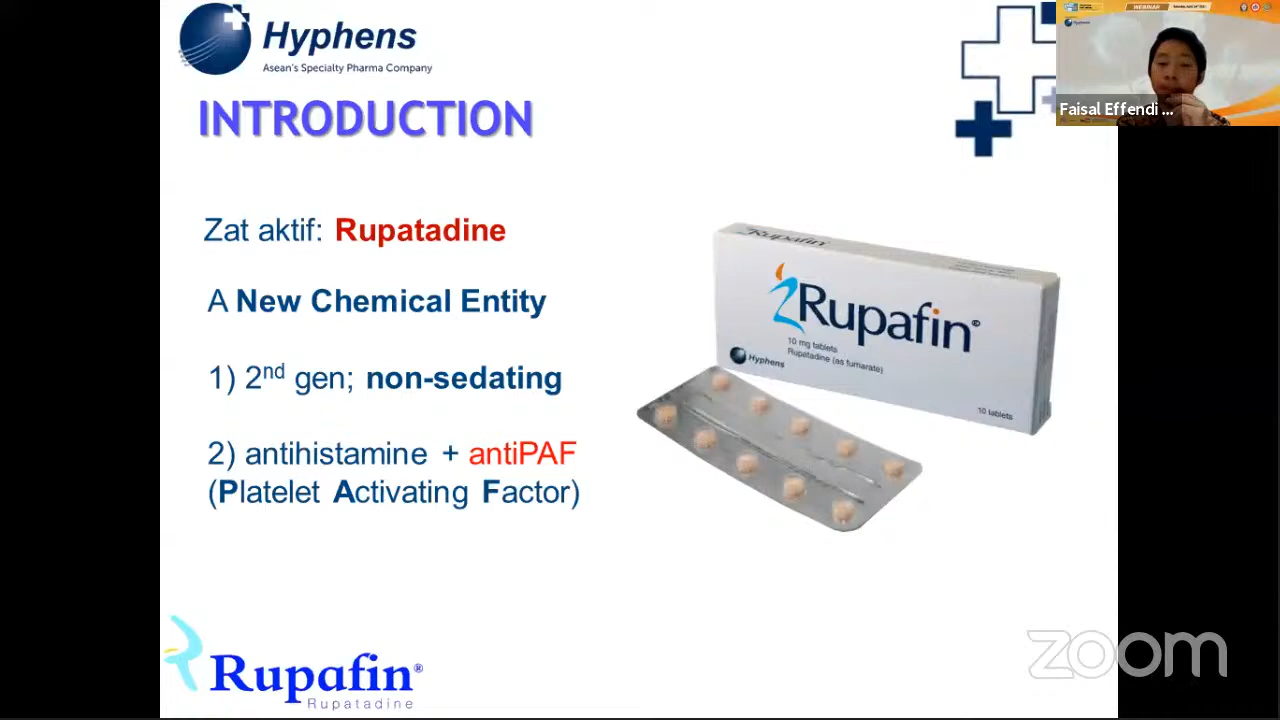 Hyphens
Asean's Specialty Pharma Company
INTRODUCTION
WEBINAR
Faisal Effendi ...
Zat aktif: Rupatadine
A New Chemical Entity
1) 2nd gen; non-sedating
2) antihistamine + antiPAF
(Platelet Activating Factor)
Rupafin
Rupafin
10 mg tablets
Rupatadine (as fumarate)
Hyphens
10 tablets
Rupafin®
Rupatadine
zoom